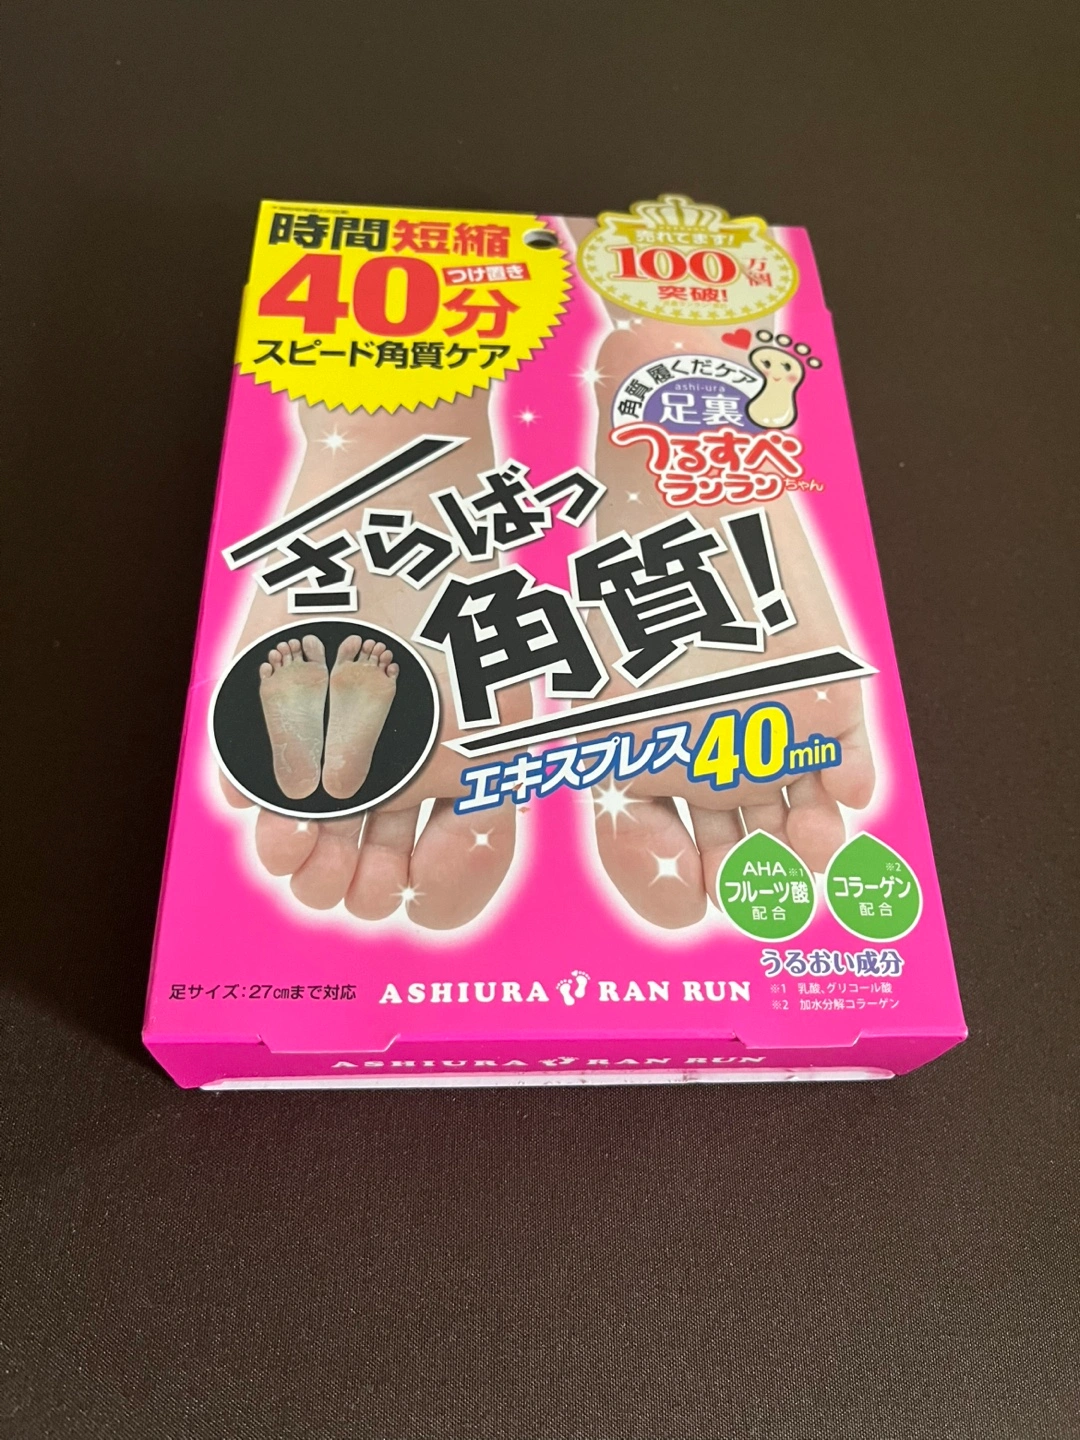 時間短縮
40分
つけ置き
スピード角質ケア
売れてます!
100万個
突破!
角質 履くだケア
ashi-ura
足裏
つるすべ
ランランちゃん
さらばっ
角質!
エキスプレス40min
AHA※1
フルーツ酸
配合
※2
コラーゲン
配合
うるおい成分
※1 乳酸、グリコール酸
※2 加水分解コラーゲン
足サイズ:27cmまで対応
ASHIURA RAN RUN
ASHIURA RAN RUN